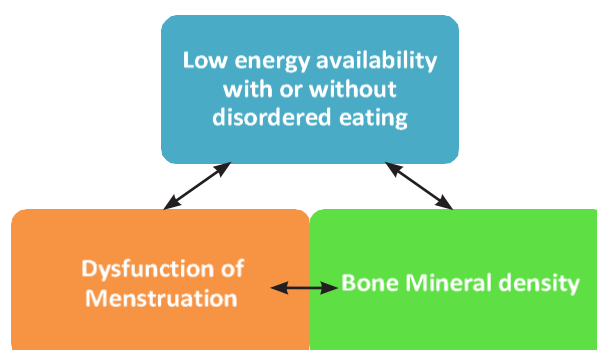 Low energy availability
with or without
disordered eating
Dysfunction of
Menstruation
Bone Mineral density